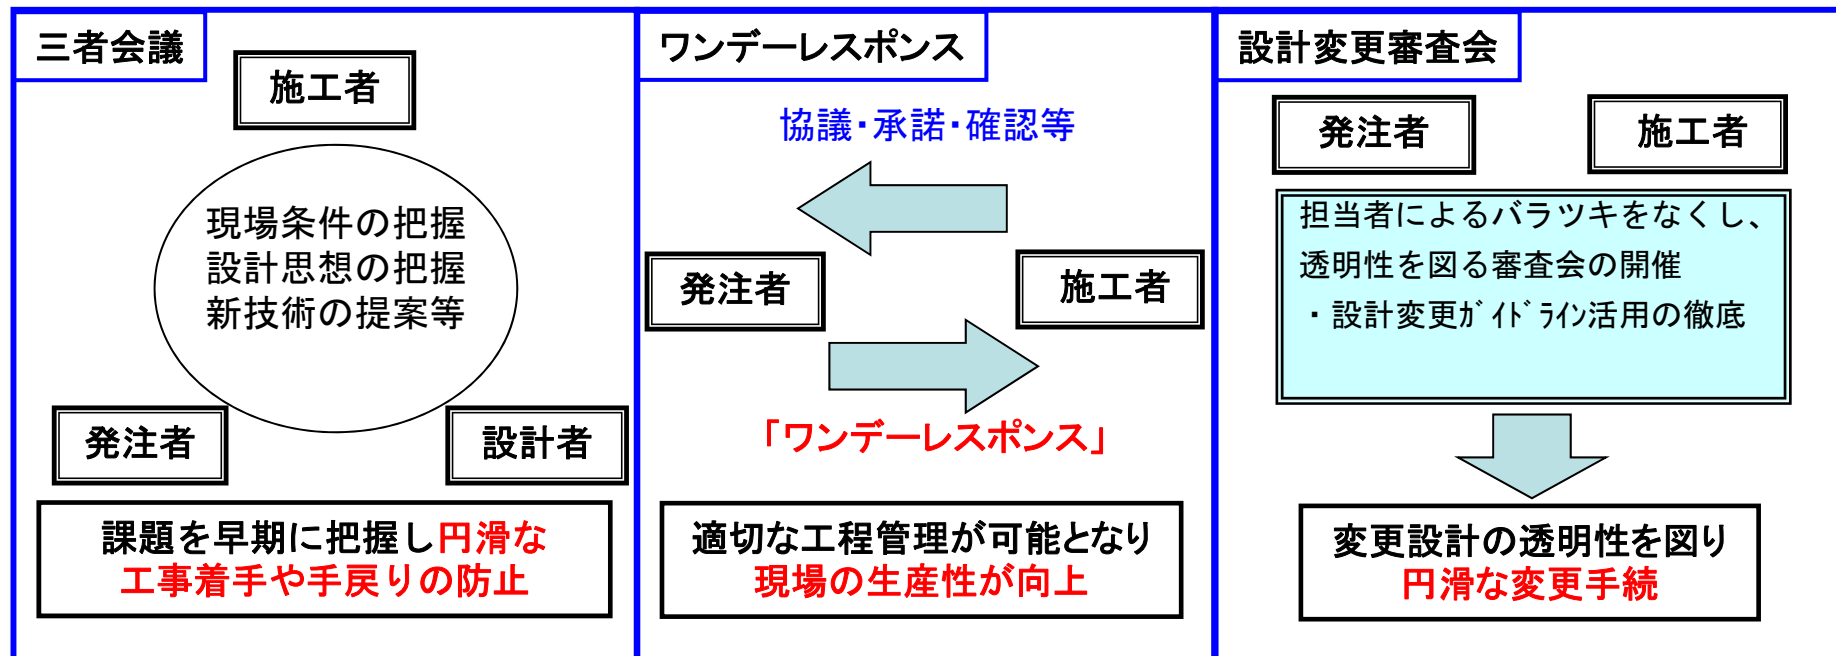 三者会議
施工者
現場条件の把握
設計思想の把握
新技術の提案等
発注者
設計者
課題を早期に把握し円滑な
工事着手や手戻りの防止
ワンデーレスポンス
協議・承諾・確認等
発注者
施工者
「ワンデーレスポンス」
適切な工程管理が可能となり
現場の生産性が向上
設計変更審査会
発注者
施工者
担当者によるバラツキをなくし、
透明性を図る審査会の開催
・設計変更ｶﾞｲﾄﾞﾗｲﾝ活用の徹底
変更設計の透明性を図り
円滑な変更手続